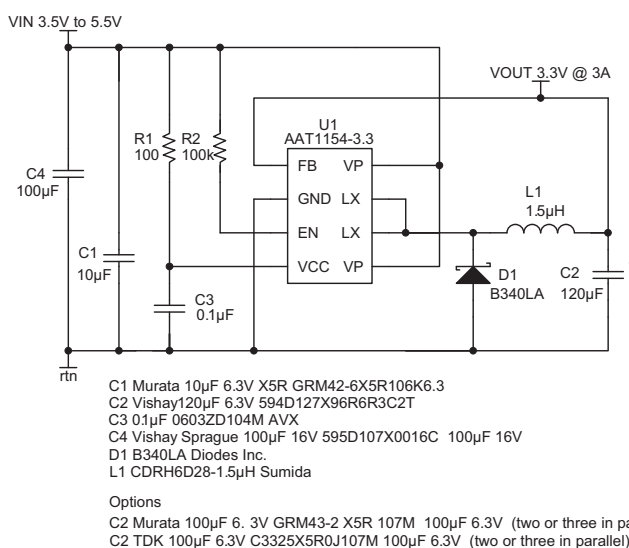 VIN 3.5V to 5.5V
VOUT 3.3V @ 3A
U1
AAT1154-3.3
R1
100
R2
100k
FB
VP
GND
LX
EN
LX
VCC
VP
L1
1.5µH
C4
100µF
C1
10µF
C3
0.1µF
D1
B340LA
C2
120µF
rtn
C1 Murata 10µF 6.3V X5R GRM42-6X5R106K6.3
C2 Vishay120µF 6.3V 594D127X96R6R3C2T
C3 0.1µF 0603ZD104M AVX
C4 Vishay Sprague 100µF 16V 595D107X0016C 100µF 16V
D1 B340LA Diodes Inc.
L1 CDRH6D28-1.5µH Sumida
Options
C2 Murata 100µF 6. 3V GRM43-2 X5R 107M 100µF 6.3V (two or three in pa
C2 TDK 100µF 6.3V C3325X5R0J107M 100µF 6.3V (two or three in parallel)